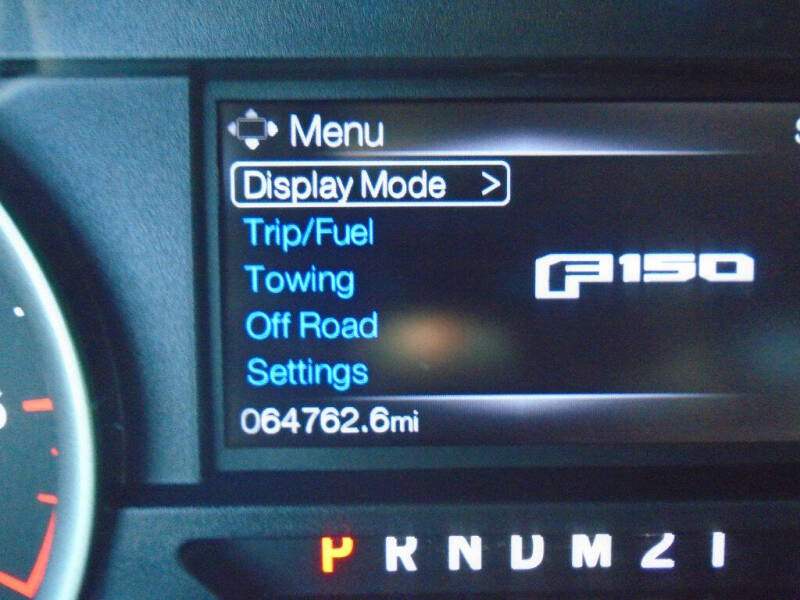 Menu
Display Mode >
Trip/Fuel
Towing
F150
Off Road
Settings
064762.6mi
P R N D M 2 1